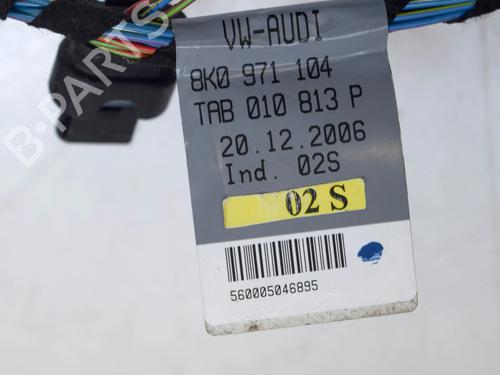 VW-AUDI
8K0 971 104
TAB 010 813 P
20.12.2006
Ind. 02S
02 S
560005046895
B-PARTS